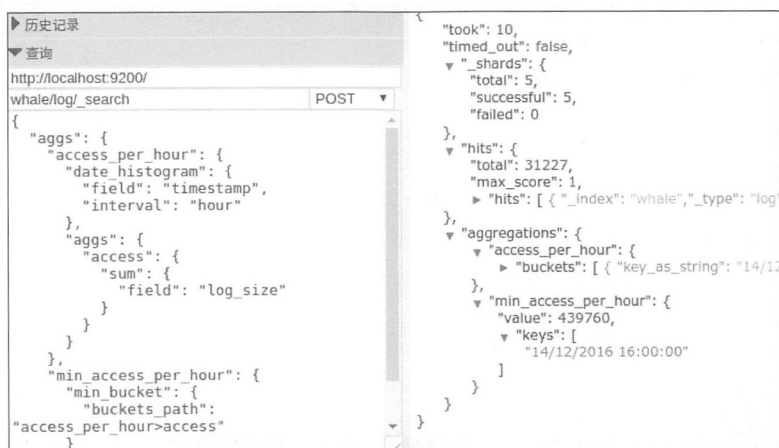 历史记录
查询
http://localhost:9200/
whale/log/_search POST
{
"aggs": {
"access_per_hour": {
"date_histogram": {
"field": "timestamp",
"interval": "hour"
},
"aggs": {
"access": {
"sum": {
"field": "log_size"
}
}
}
},
"min_access_per_hour": {
"min_bucket": {
"buckets_path":
"access_per_hour>access"
}
{
"took": 10,
"timed_out": false,
"_shards": {
"total": 5,
"successful": 5,
"failed": 0
},
"hits": {
"total": 31227,
"max_score": 1,
"hits": [ { "_index": "whale","_type": "log"
},
"aggregations": {
"access_per_hour": {
"buckets": [ { "key_as_string": "14/12
},
"min_access_per_hour": {
"value": 439760,
"keys": [
"14/12/2016 16:00:00"
]
}
}
}